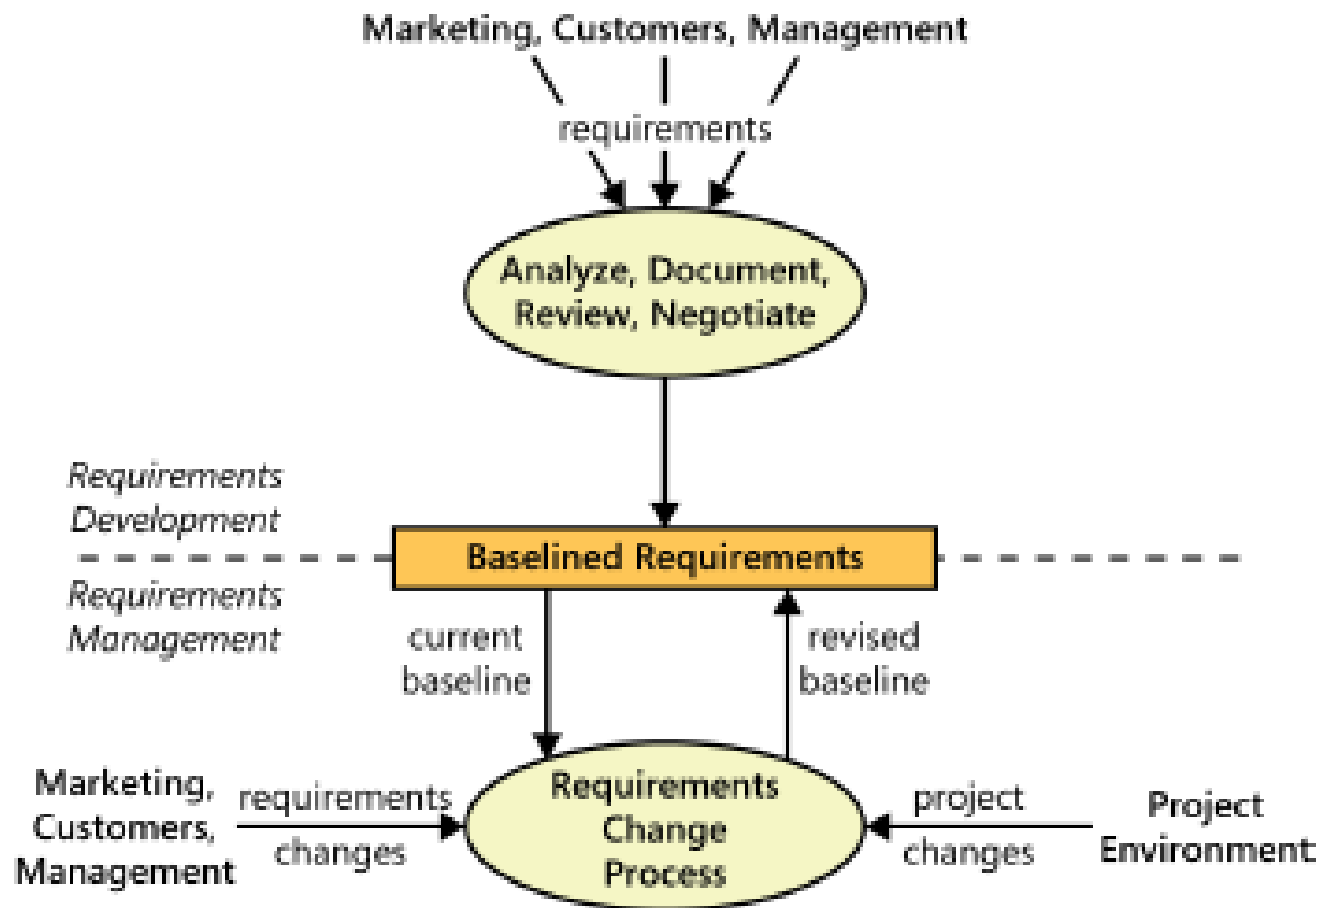 Marketing, Customers, Management
requirements
Analyze, Document,
Review, Negotiate
Requirements
Development
Baselined Requirements
Requirements
Management
current
baseline
revised
baseline
Marketing,
Customers,
Management
requirements
changes
Requirements
Change
Process
project
changes
Project
Environment